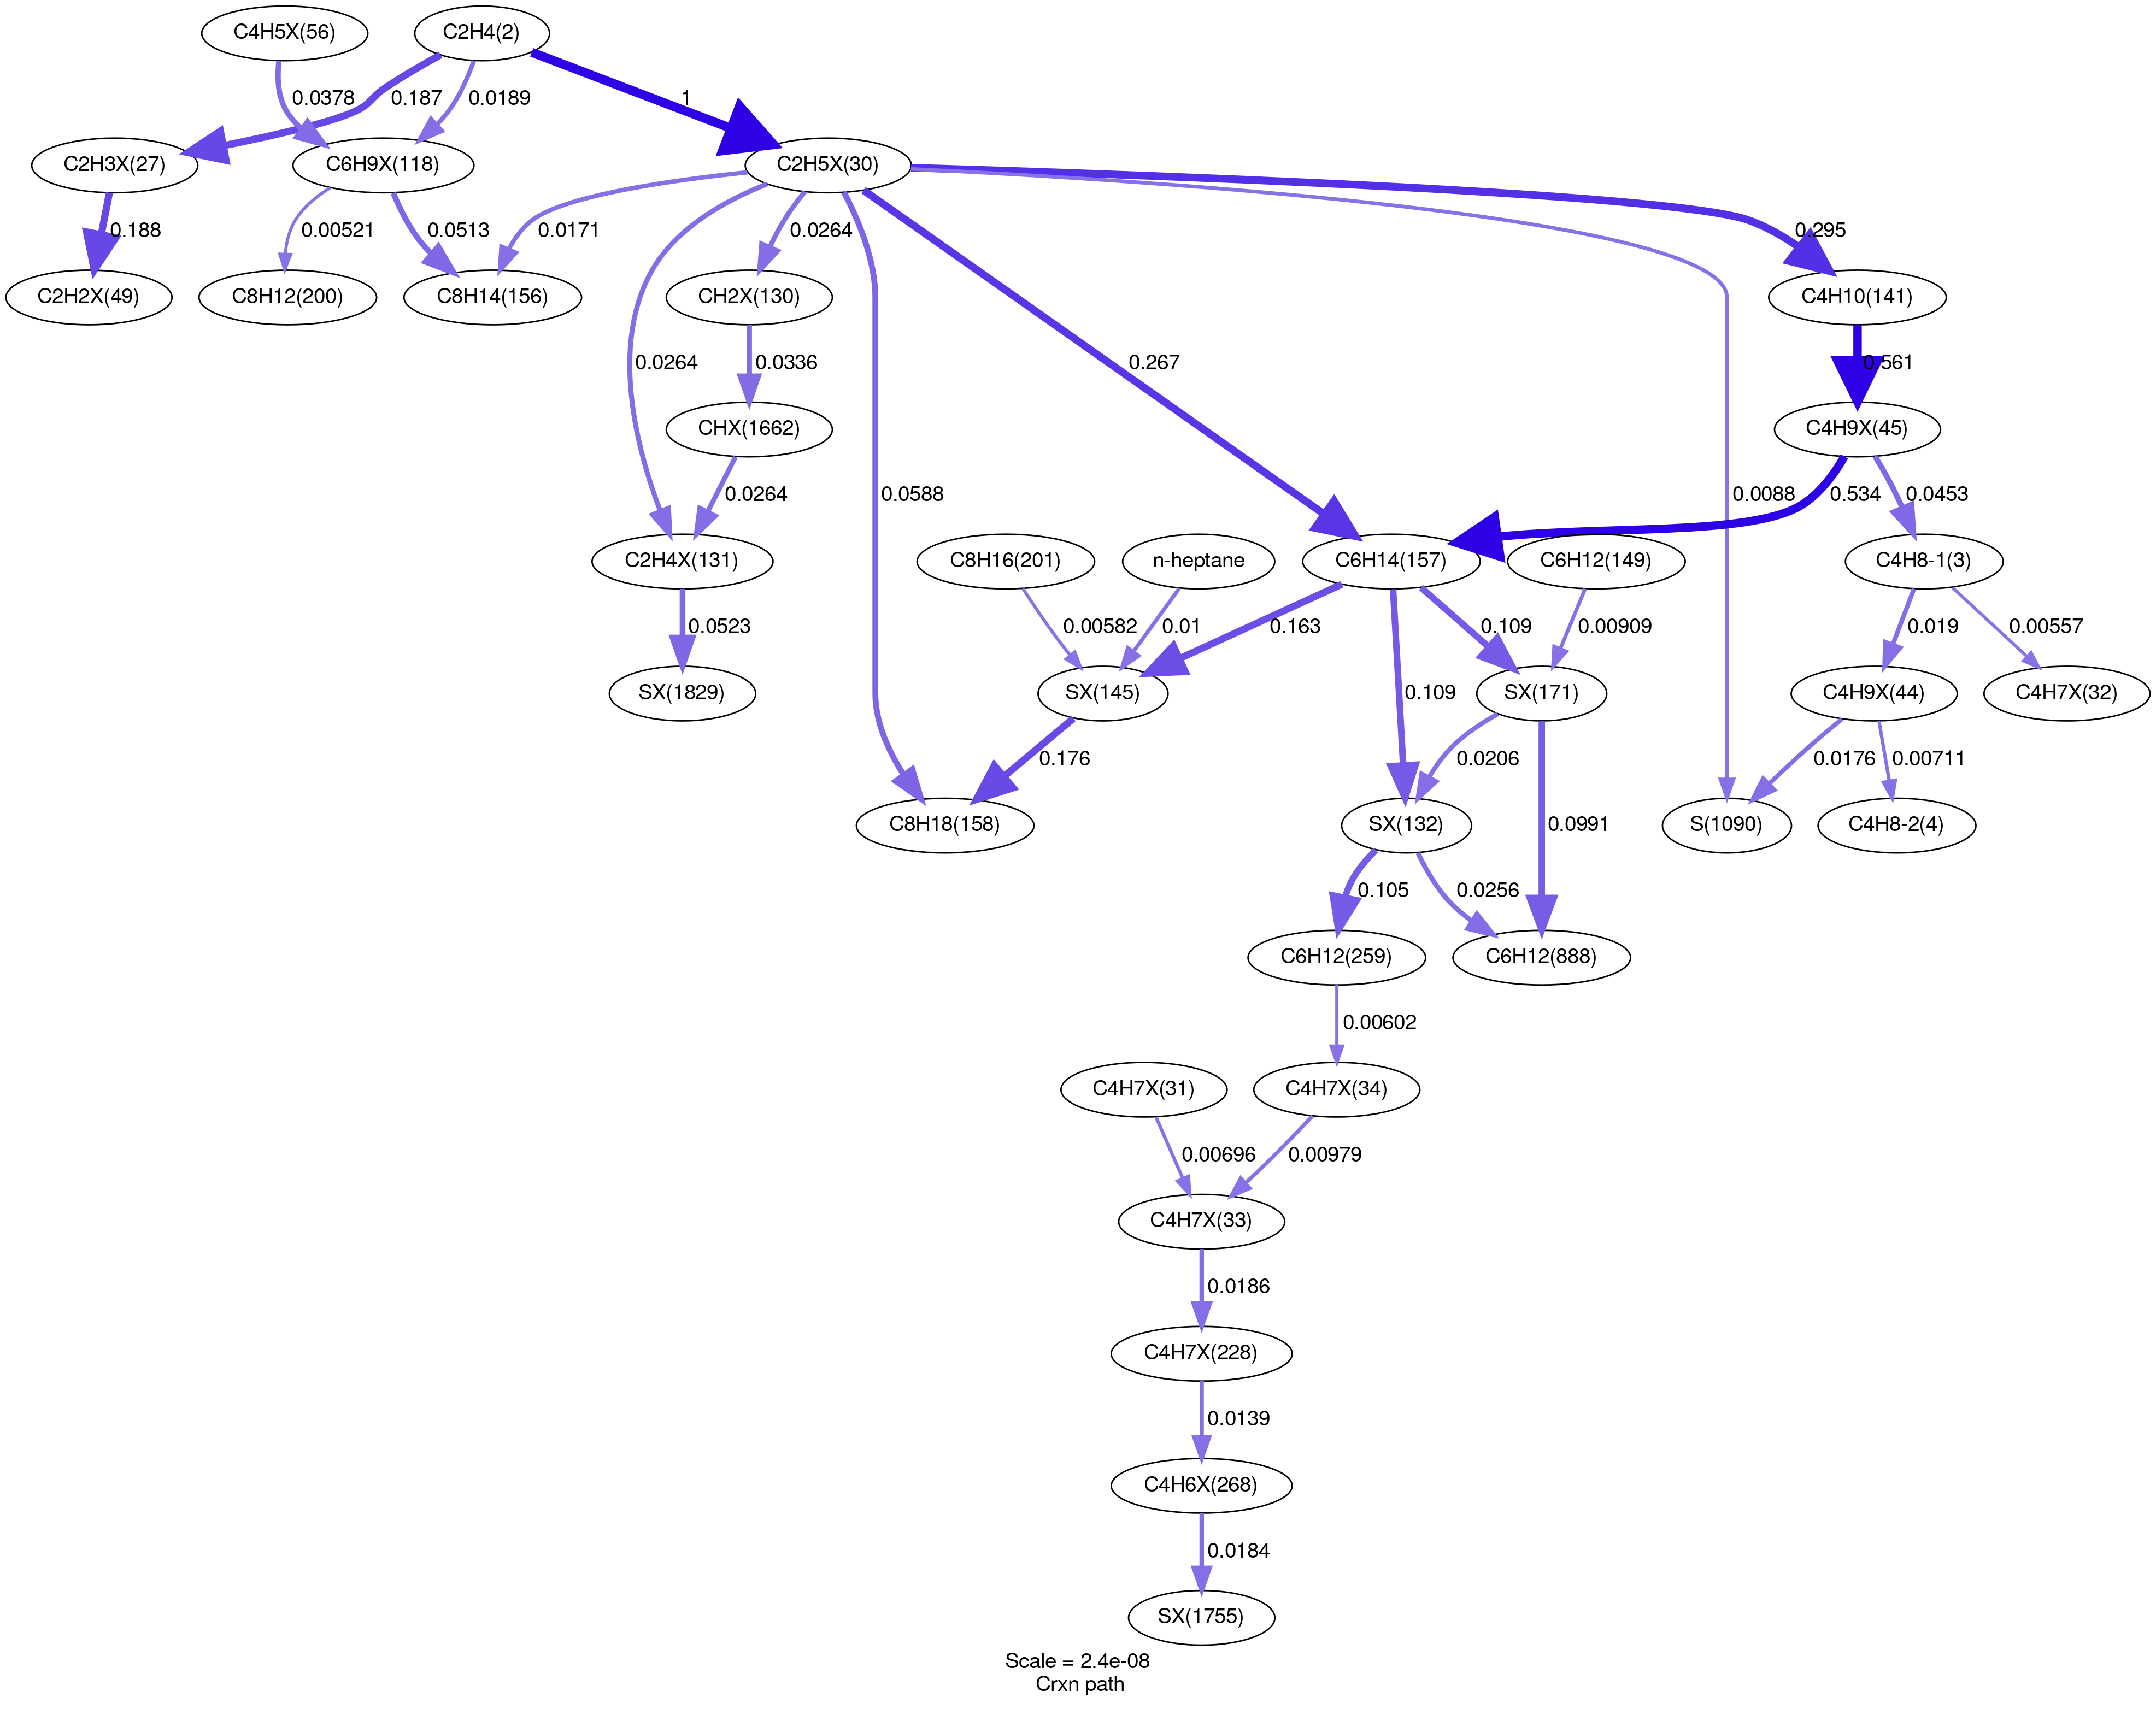 C4H5X(56)
C2H4(2)
0.0378
0.187
0.0189
1
C2H3X(27)
C6H9X(118)
C2H5X(30)
0.188
0.00521
0.0513
0.0171
0.0264
0.295
C2H2X(49)
C8H12(200)
C8H14(156)
CH2X(130)
C4H10(141)
0.0264
0.0336
0.267
0.561
CHX(1662)
C4H9X(45)
0.0264
0.0588
0.0088
0.534
0.0453
C2H4X(131)
C8H16(201)
n-heptane
C6H14(157)
C6H12(149)
C4H8-1(3)
0.0523
0.00582
0.01
0.163
0.109
0.00909
0.019
0.00557
SX(1829)
SX(145)
0.109
SX(171)
C4H9X(44)
C4H7X(32)
0.176
0.0206
0.0176
0.00711
C8H18(158)
SX(132)
0.0991
S(1090)
C4H8-2(4)
0.105
0.0256
C6H12(259)
C6H12(888)
0.00602
C4H7X(31)
C4H7X(34)
0.00696
0.00979
C4H7X(33)
0.0186
C4H7X(228)
0.0139
C4H6X(268)
0.0184
SX(1755)
Scale = 2.4e-08
Crxn path